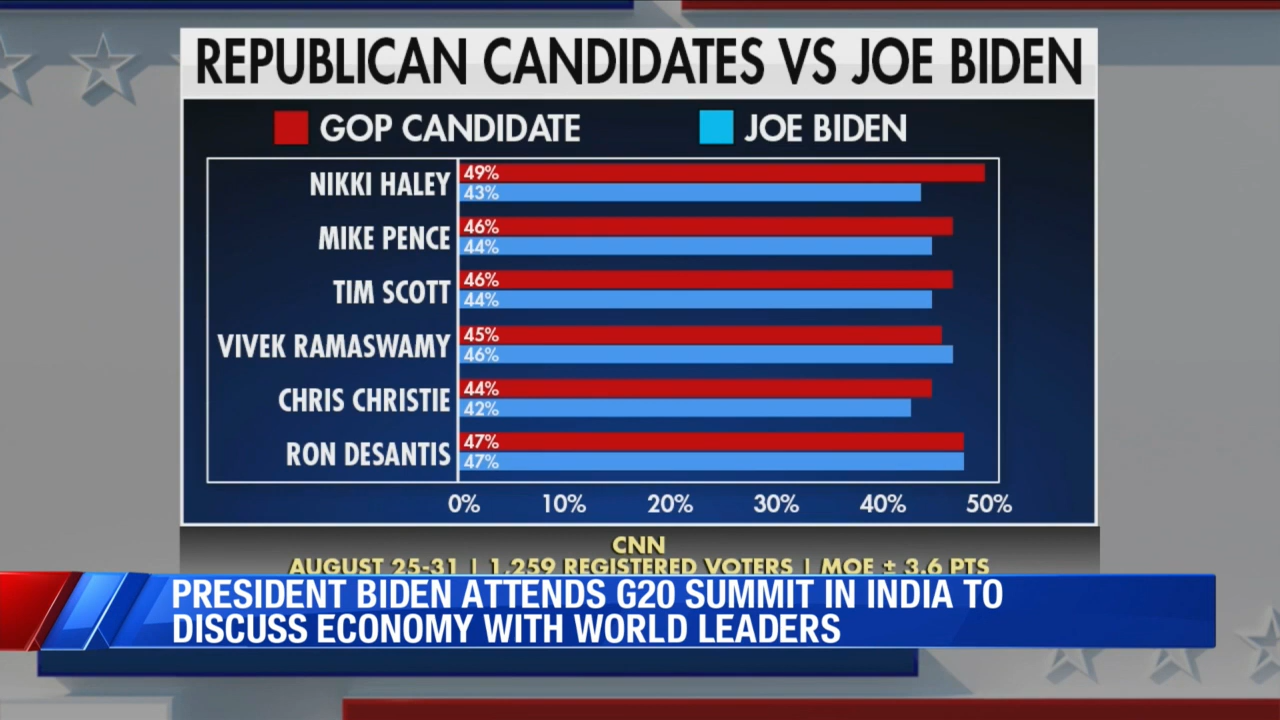 REPUBLICAN CANDIDATES VS JOE BIDEN
GOP CANDIDATE JOE BIDEN
NIKKI HALEY 49%
43%
MIKE PENCE 46%
44%
TIM SCOTT 46%
44%
VIVEK RAMASWAMY 45%
46%
CHRIS CHRISTIE 44%
42%
RON DESANTIS 47%
47%
0% 10% 20% 30% 40% 50%
CNN
AUGUST 25-31 | 1,259 REGISTERED VOTERS | MOE ± 3.6 PTS
PRESIDENT BIDEN ATTENDS G20 SUMMIT IN INDIA TO
DISCUSS ECONOMY WITH WORLD LEADERS